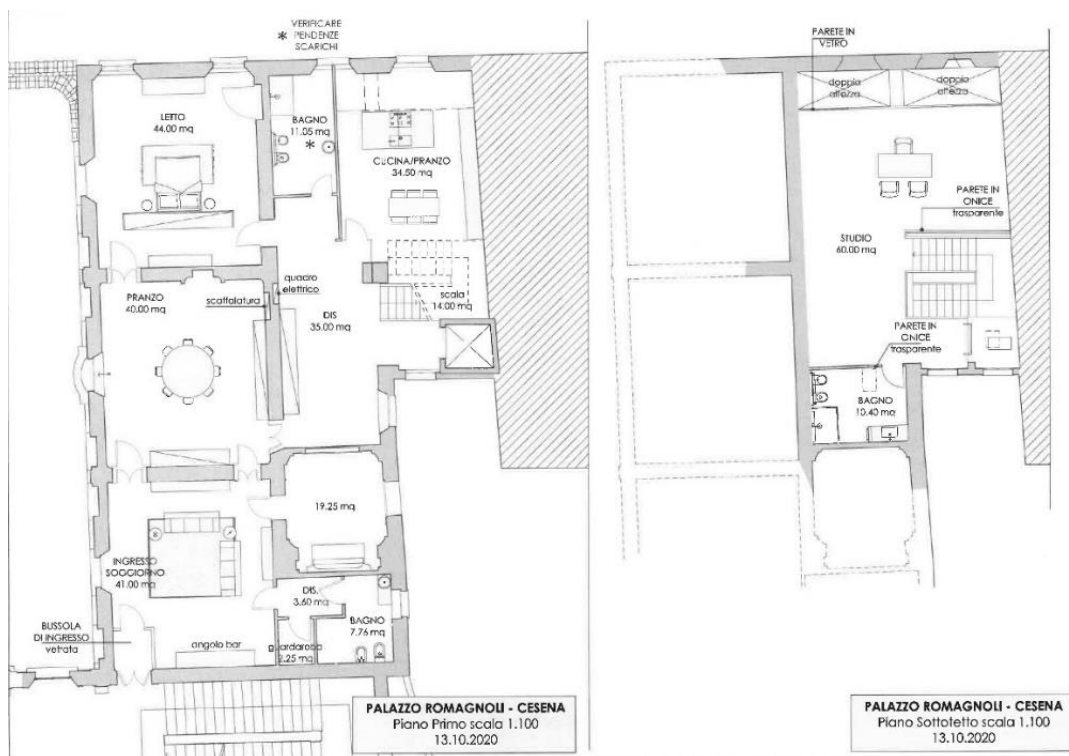 VERIFICARE
* PENDENZE
SCARICHI
LETTO
44.00 mq
BAGNO
11.05 mq
*
CUCINA/PRANZO
34.50 mq
quadro
elettrico
scaffalatura
PRANZO
40.00 mq
DIS
35.00 mq
scala
14.00 mq
19.25 mq
INGRESSO
SOGGIORNO
41.00 mq
DIS.
3.60 mq
BAGNO
7.76 mq
guardaroba
BUSSOLA
DI INGRESSO
vetrata
angolo bar
PALAZZO ROMAGNOLI - CESENA
Piano Primo scala 1.100
13.10.2020
PARETE IN
VETRO
doppia
altezza
doppia
altezza
PARETE IN
ONICE
trasparente
STUDIO
60.00 mq
PARETE IN
ONICE
trasparente
BAGNO
10.40 mq
PALAZZO ROMAGNOLI - CESENA
Piano Sottotetto scala 1.100
13.10.2020